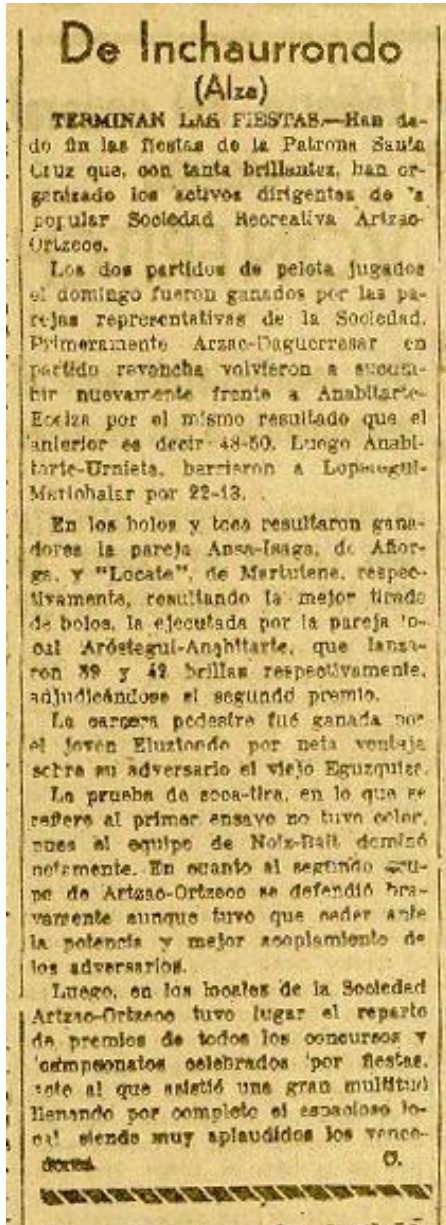 De Inchaurrondo
(Alza)
TERMINAN LAS FIESTAS.—Han da-
do fin las fiestas de la Patrona Santa
Cruz que, con tanta brillantez, han or-
ganizado los activos dirigentes de 'a
popular Sociedad Recreativa Artzao-
Ortzeoe.
Los dos partidos de pelota jugados
el domingo fueron ganados por las pa-
rejas representativas de la Sociedad.
Primeramente Arzac-Daguerresar en
partido revancha volvieron a sucum-
bir nuevamente frente a Anabitarte-
por el mismo resultado que el
anterior es decir 48-50. Luego Anabi-
tarte-Urnieta, barrieron a Lopetegui-
Marichalar por 22-13.
En los bolos y toca resultaron gana-
dores la pareja Ansa-Isaga, de Añor-
ga, y "Locate", de Martutene, respec-
tivamente, resultando la mejor tirada
de bolos, la ejecutada por la pareja 'o-
cal Aróstegui-Anabitarte, que lanza-
ron 39 y 42 brillas respectivamente,
adjudicándose el segundo premio.
La carrera pedestre fué ganada por
el joven Eluztondo por neta ventaja
sobre su adversario el viejo Eguzquize.
La prueba de soca-tira, en lo que se
refiere al primer ensayo no tuvo color,
pues el equipo de Noiz-Bait dominó
netamente. En cuanto al segundo gru-
po de Artzao-Ortzeoo se defendió bra-
vamente aunque tuvo que ceder ante
la potencia y mejor acoplamiento de
los adversarios.
Luego, en los locales de la Sociedad
Artzao-Ortzeoe tuvo lugar el reparto
de premios de todos los concursos y
campeonatos celebrados por fiestas,
acto al que asistió una gran multitud
llenando por completo el espacioso lo-
cal siendo muy aplaudidos los vence-
dores. O.